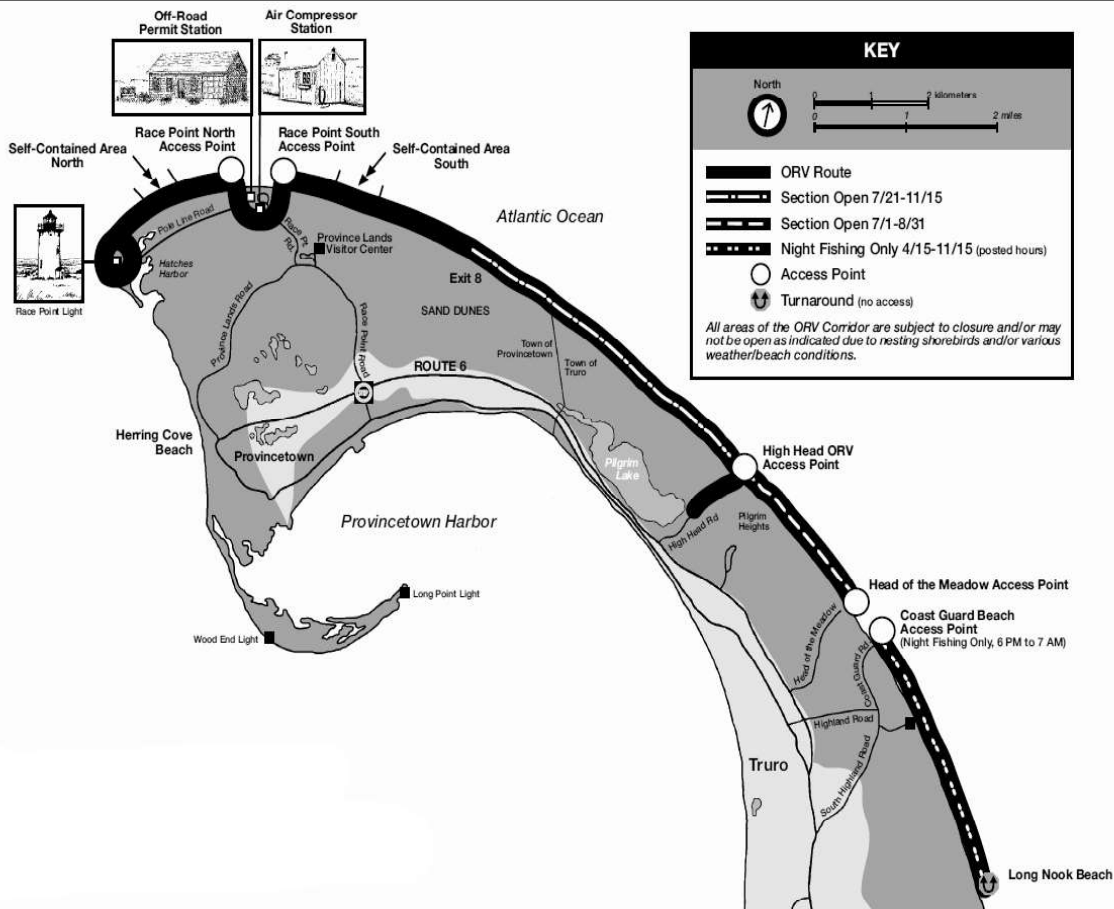 Off-Road
Permit Station
Air Compressor
Station
Race Point North
Access Point
Race Point South
Access Point
Self-Contained Area
North
Self-Contained Area
South
Atlantic Ocean
Pole Line Road
Race Pt.
Rd.
Province Lands
Visitor Center
Hatches
Harbor
Race Point Light
Exit 8
SAND DUNES
Province Lands Road
Race Point Road
Town of
Provincetown
Town of
Truro
ROUTE 6
Herring Cove
Beach
Provincetown
Pilgrim
Lake
High Head ORV
Access Point
Provincetown Harbor
High Head Rd
Pilgrim
Heights
Long Point Light
Wood End Light
Head of the Meadow Access Point
Coast Guard Beach
Access Point
(Night Fishing Only, 6 PM to 7 AM)
Head of the Meadow
Coast Guard Rd.
Highland Road
South Highland Road
Truro
Long Nook Beach
KEY
North
0 1 2 kilometers
0 1 2 miles
ORV Route
Section Open 7/21-11/15
Section Open 7/1-8/31
Night Fishing Only 4/15-11/15 (posted hours)
Access Point
Turnaround (no access)
All areas of the ORV Corridor are subject to closure and/or may
not be open as indicated due to nesting shorebirds and/or various
weather/beach conditions.